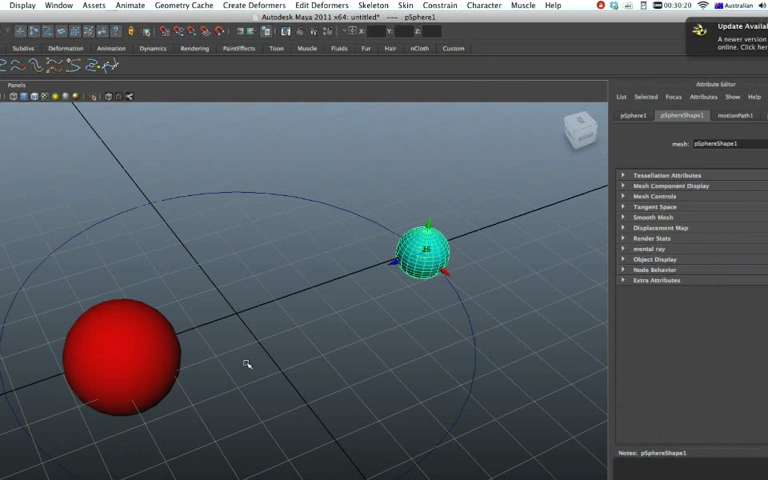 Display Window Assets Animate Geometry Cache Create Deformers Edit Deformers Skeleton Skin Constrain Character Muscle Help 00:30:20 Australian
Autodesk Maya 2011 x64: untitled* --- pSphere1
Update Availa
A newer version
online. Click her
X: Y: Z:
Subdivs Deformation Animation Dynamics Rendering PaintEffects Toon Muscle Fluids Fur Hair nCloth Custom
Panels
Attribute Editor
List Selected Focus Attributes Show Help
pSphere1 pSphereShape1 motionPath1
mesh: pSphereShape1
Tessellation Attributes
Mesh Component Display
Mesh Controls
Tangent Space
Smooth Mesh
Displacement Map
Render Stats
mental ray
Object Display
Node Behavior
Extra Attributes
Notes: pSphereShape1